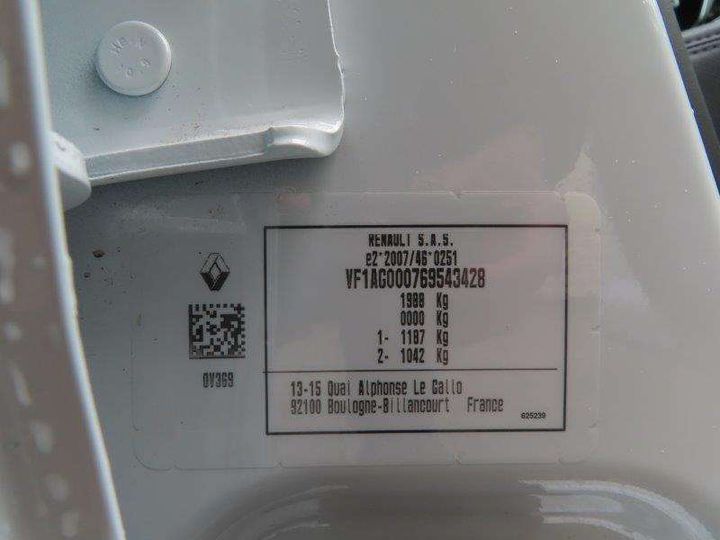 RENAULT S.A.S.
e2*2007/46*0251
VF1AG000769543428
1988 Kg
0000 Kg
1- 1187 Kg
2- 1042 Kg
0V3G9
13-15 Quai Alphonse Le Gallo
92100 Boulogne-Billancourt France
625239